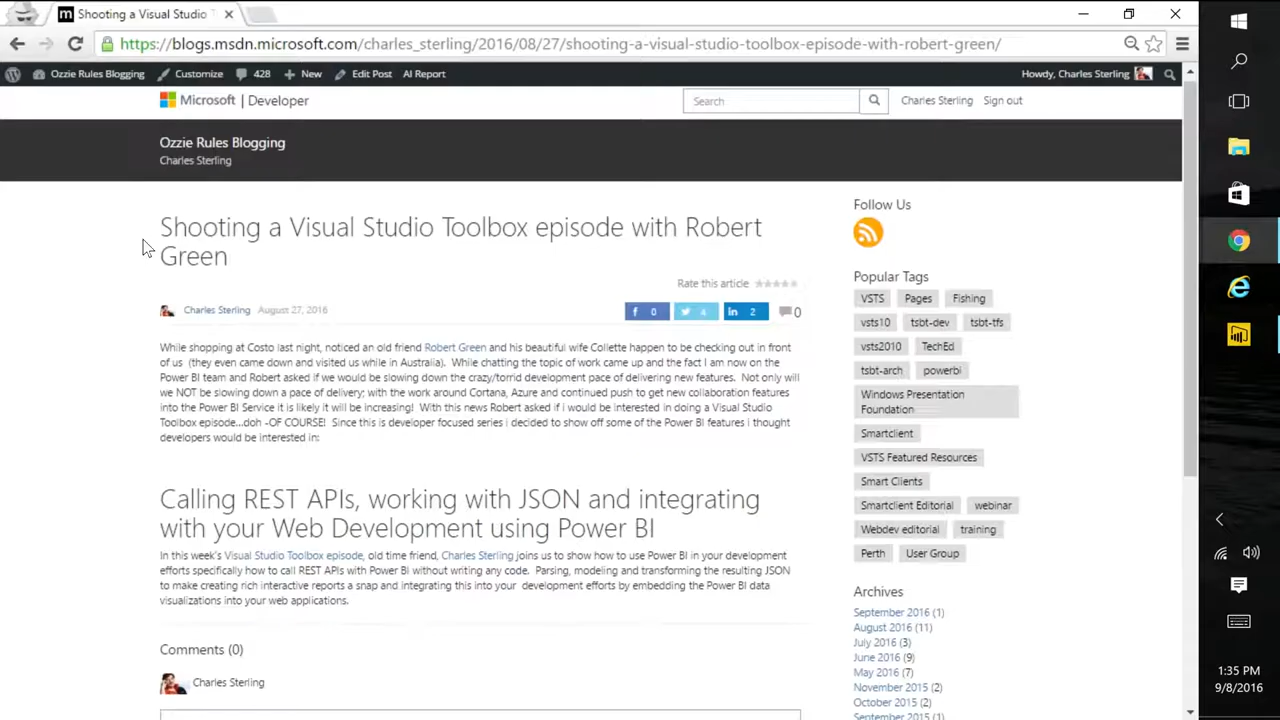 Shooting a Visual Studio T
https://blogs.msdn.microsoft.com/charles_sterling/2016/08/27/shooting-a-visual-studio-toolbox-episode-with-robert-green/
Ozzie Rules Blogging Customize 428 New Edit Post AI Report Howdy, Charles Sterling
Microsoft Developer Search Charles Sterling Sign out
Ozzie Rules Blogging
Charles Sterling
Shooting a Visual Studio Toolbox episode with Robert
Green
Rate this article
Charles Sterling August 27, 2016 f 0 4 in 2 0
While shopping at Costo last night, noticed an old friend Robert Green and his beautiful wife Collette happen to be checking out in front
of us (they even came down and visited us while in Australia). While chatting the topic of work came up and the fact I am now on the
Power BI team and Robert asked if we would be slowing down the crazy/torrid development pace of delivering new features. Not only will
we NOT be slowing down a pace of delivery; with the work around Cortana, Azure and continued push to get new collaboration features
into the Power BI Service it is likely it will be increasing! With this news Robert asked if i would be interested in doing a Visual Studio
Toolbox episode...doh -OF COURSE! Since this is developer focused series i decided to show off some of the Power BI features i thought
developers would be interested in:
Calling REST APIs, working with JSON and integrating
with your Web Development using Power BI
In this week's Visual Studio Toolbox episode, old time friend, Charles Sterling joins us to show how to use Power BI in your development
efforts specifically how to call REST APIs with Power BI without writing any code. Parsing, modeling and transforming the resulting JSON
to make creating rich interactive reports a snap and integrating this into your development efforts by embedding the Power BI data
visualizations into your web applications.
Comments (0)
Charles Sterling
Follow Us
Popular Tags
VSTS Pages Fishing
vsts10 tsbt-dev tsbt-tfs
vsts2010 TechEd
tsbt-arch powerbi
Windows Presentation
Foundation
Smartclient
VSTS Featured Resources
Smart Clients
Smartclient Editorial webinar
Webdev editorial training
Perth User Group
Archives
September 2016 (1)
August 2016 (11)
July 2016 (3)
June 2016 (9)
May 2016 (7)
November 2015 (2)
October 2015 (2)
September 2015 (1)
1:35 PM
9/8/2016